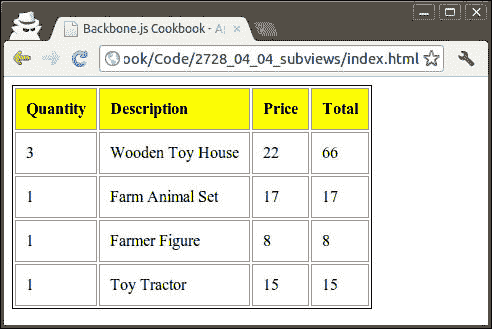 Backbone.js Cookbook - Ap
ook/Code/2728_04_04_subviews/index.html
Quantity Description Price Total
3 Wooden Toy House 22 66
1 Farm Animal Set 17 17
1 Farmer Figure 8 8
1 Toy Tractor 15 15